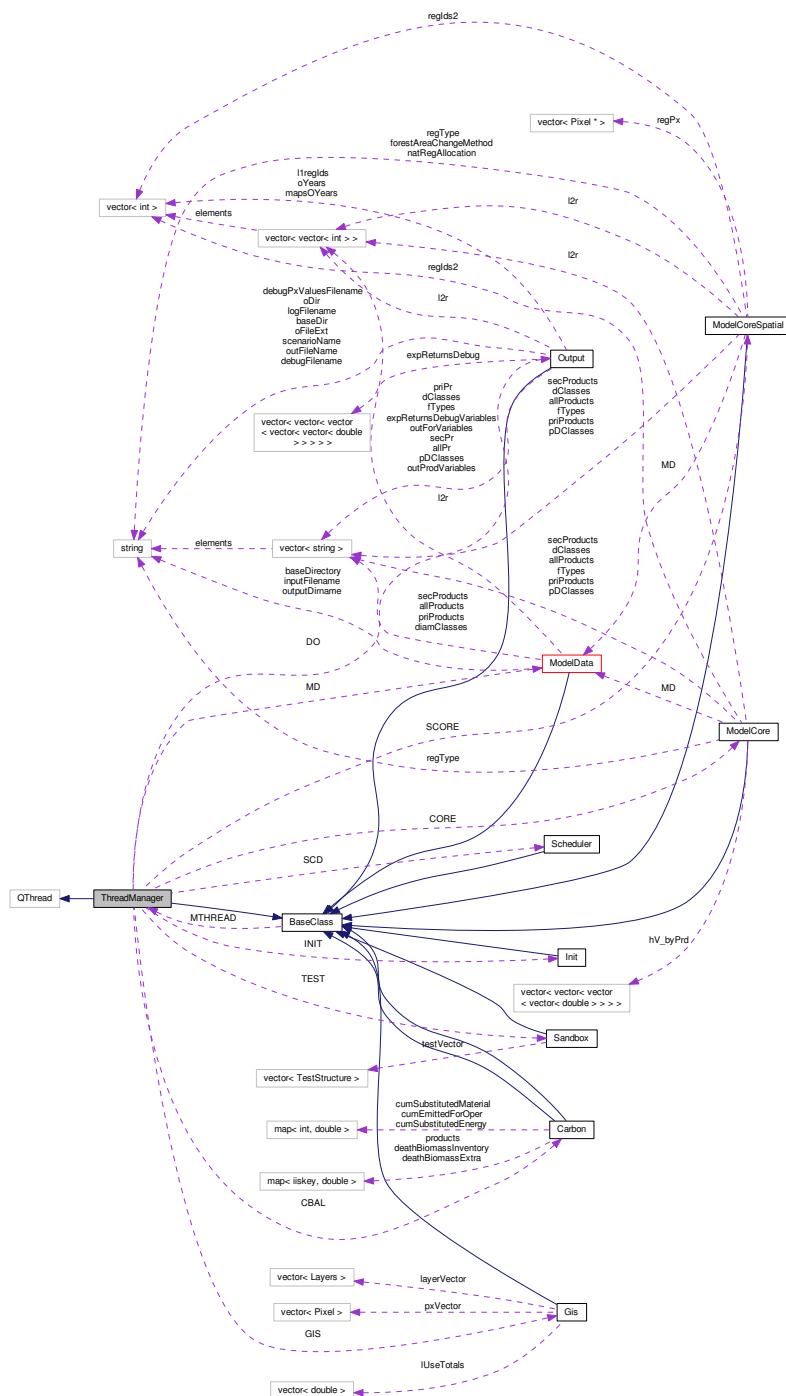 regIds2
vector< Pixel * >
regPx
regType
forestAreaChangeMethod
natRegAllocation
l1regIds
oYears
mapsOYears
vector< int >
elements
vector< vector< int > >
l2r
l2r
regIds2
debugPxValuesFilename
oDir
logFilename
baseDir
oFileExt
scenarioName
outFileName
debugFilename
l2r
ModelCoreSpatial
expReturnsDebug
Output
priPr
dClasses
fTypes
expReturnsDebugVariables
outForVariables
secPr
allPr
pDClasses
outProdVariables
secProducts
dClasses
allProducts
fTypes
priProducts
pDClasses
vector< vector< vector
< vector< vector< double
> > > > >
MD
l2r
string
elements
vector< string >
baseDirectory
inputFilename
outputDirname
secProducts
dClasses
allProducts
fTypes
priProducts
pDClasses
secProducts
allProducts
priProducts
diamClasses
DO
ModelData
MD
MD
SCORE
ModelCore
regType
CORE
Scheduler
SCD
QThread
ThreadManager
MTHREAD
BaseClass
INIT
Init
hV_byPrd
TEST
vector< vector< vector
< vector< double > > > >
Sandbox
testVector
vector< TestStructure >
cumSubstitutedMaterial
cumEmittedForOper
cumSubstitutedEnergy
map< int, double >
Carbon
products
deathBiomassInventory
deathBiomassExtra
map< iiskey, double >
CBAL
vector< Layers >
layerVector
vector< Pixel >
pxVector
Gis
GIS
lUseTotals
vector< double >